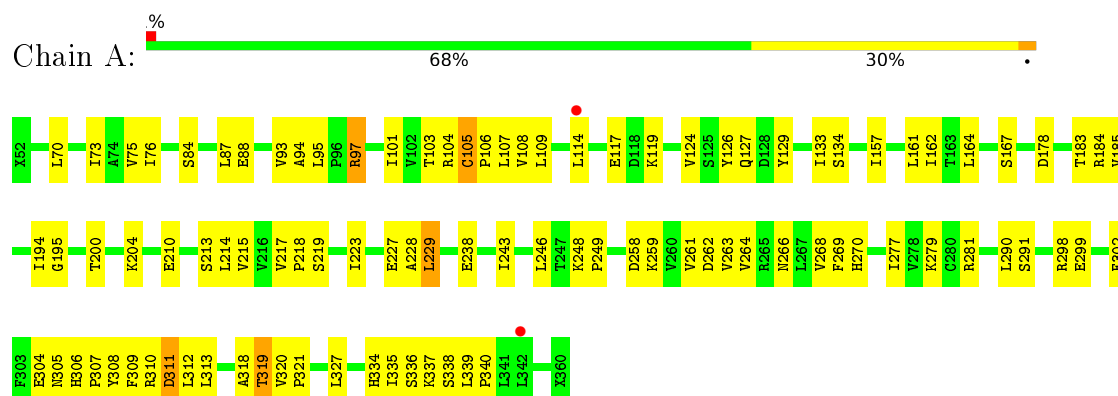 .%
Chain A:
68% 30% •
X52 L70 I73 A74 V75 I76 S84 L87 E88 V93 A94 L95 P96 R97 I101 V102 T103 R104 C105 P106 L107 V108 L109 L114 E117 D118 K119 V124 S125 Y126 Q127 D128 Y129 I133 S134 I157 L161 I162 T163 L164 S167 D178 T183 R184
I194 G195 T200 K204 E210 S213 L214 V215 V216 V217 P218 S219 I223 E227 A228 L229 E238 I243 L246 T247 K248 P249 D258 K259 V260 V261 D262 V263 V264 R265 N266 L267 V268 F269 H270 I277 V278 K279 C280 R281 L290 S291 R298 E299
F303 E304 N305 H306 P307 Y308 F309 R310 D311 L312 L313 A318 T319 V320 P321 L327 H334 I335 S336 K337 S338 L339 P340 L341 L342 X360